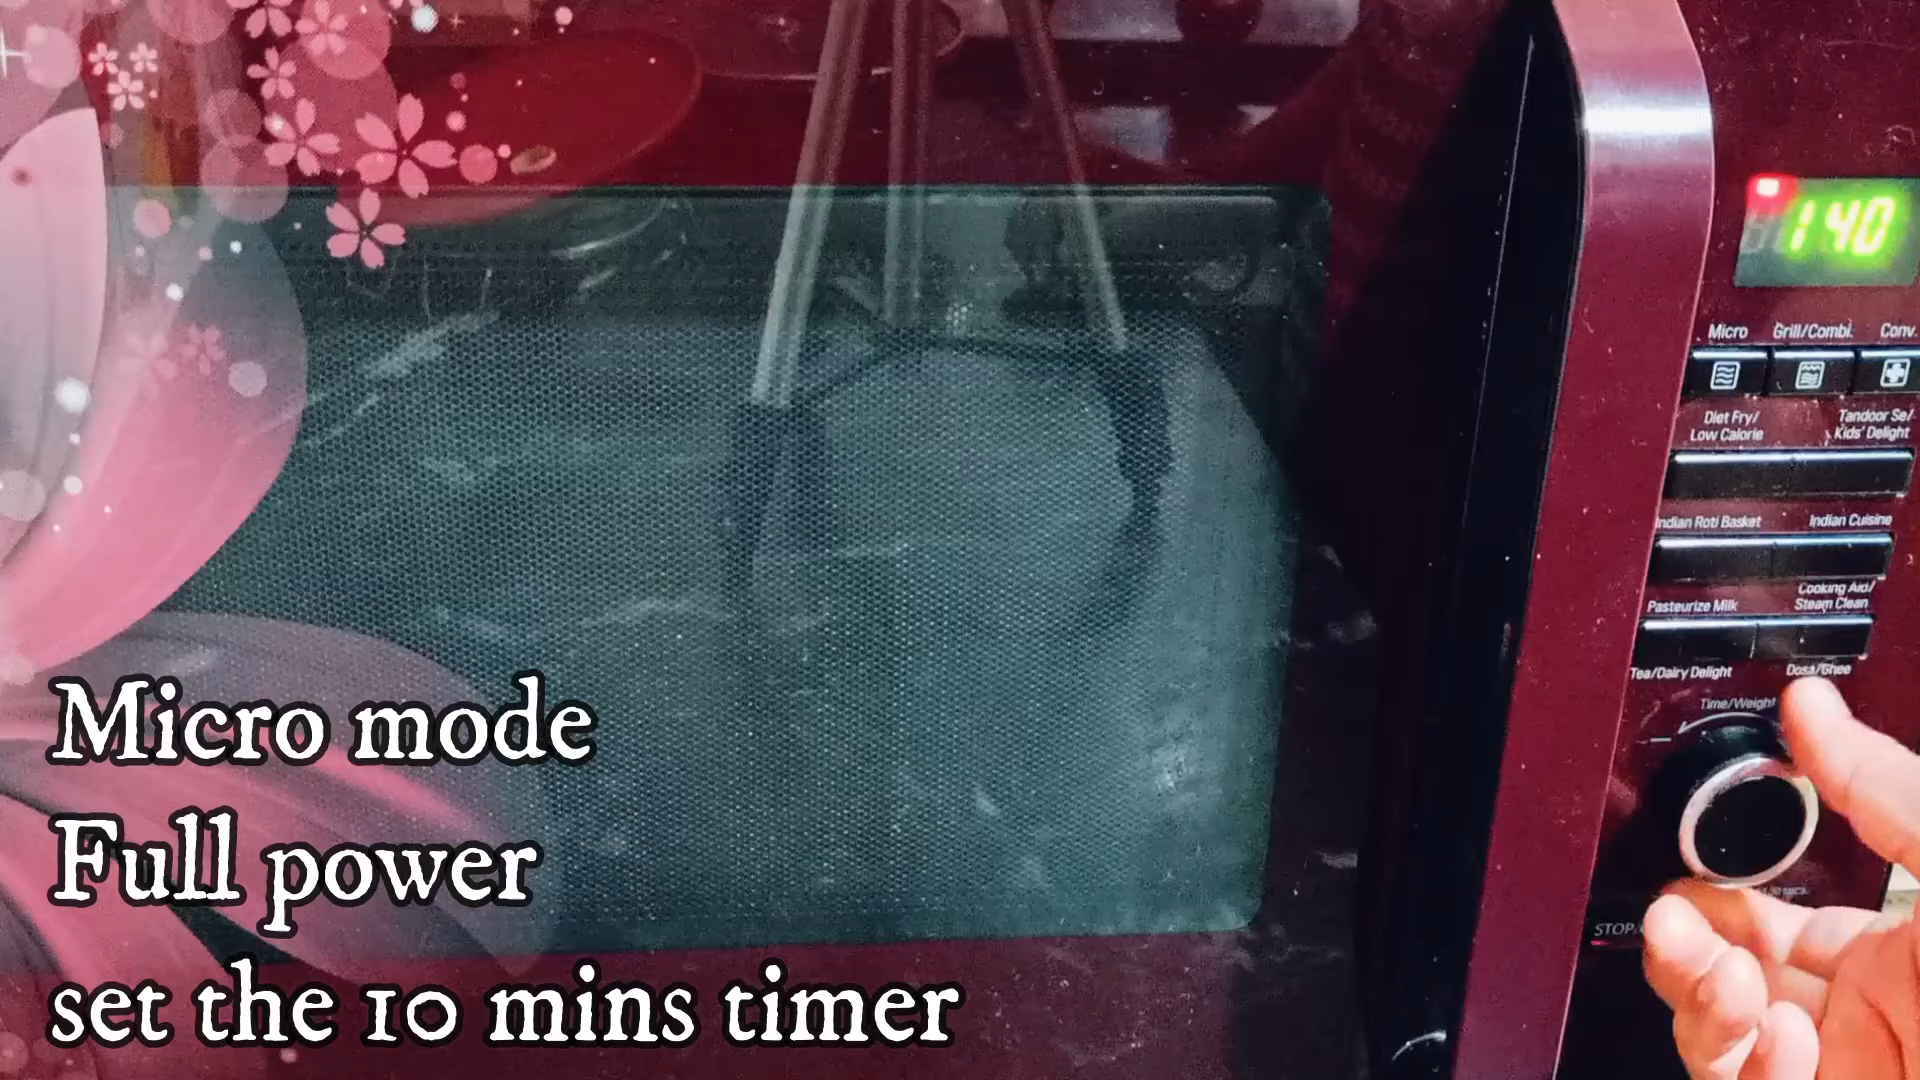 140
Micro Grill/Combi. Conv.
Diet Fry/ Tandoor Se/
Low Calorie Kids' Delight
Indian Roti Basket Indian Cuisine
Cooking Aid/
Pasteurize Milk Steam Clean
Tea/Dairy Delight Dosa/Ghee
Time/Weight
STOP/
Micro mode
Full power
set the 10 mins timer